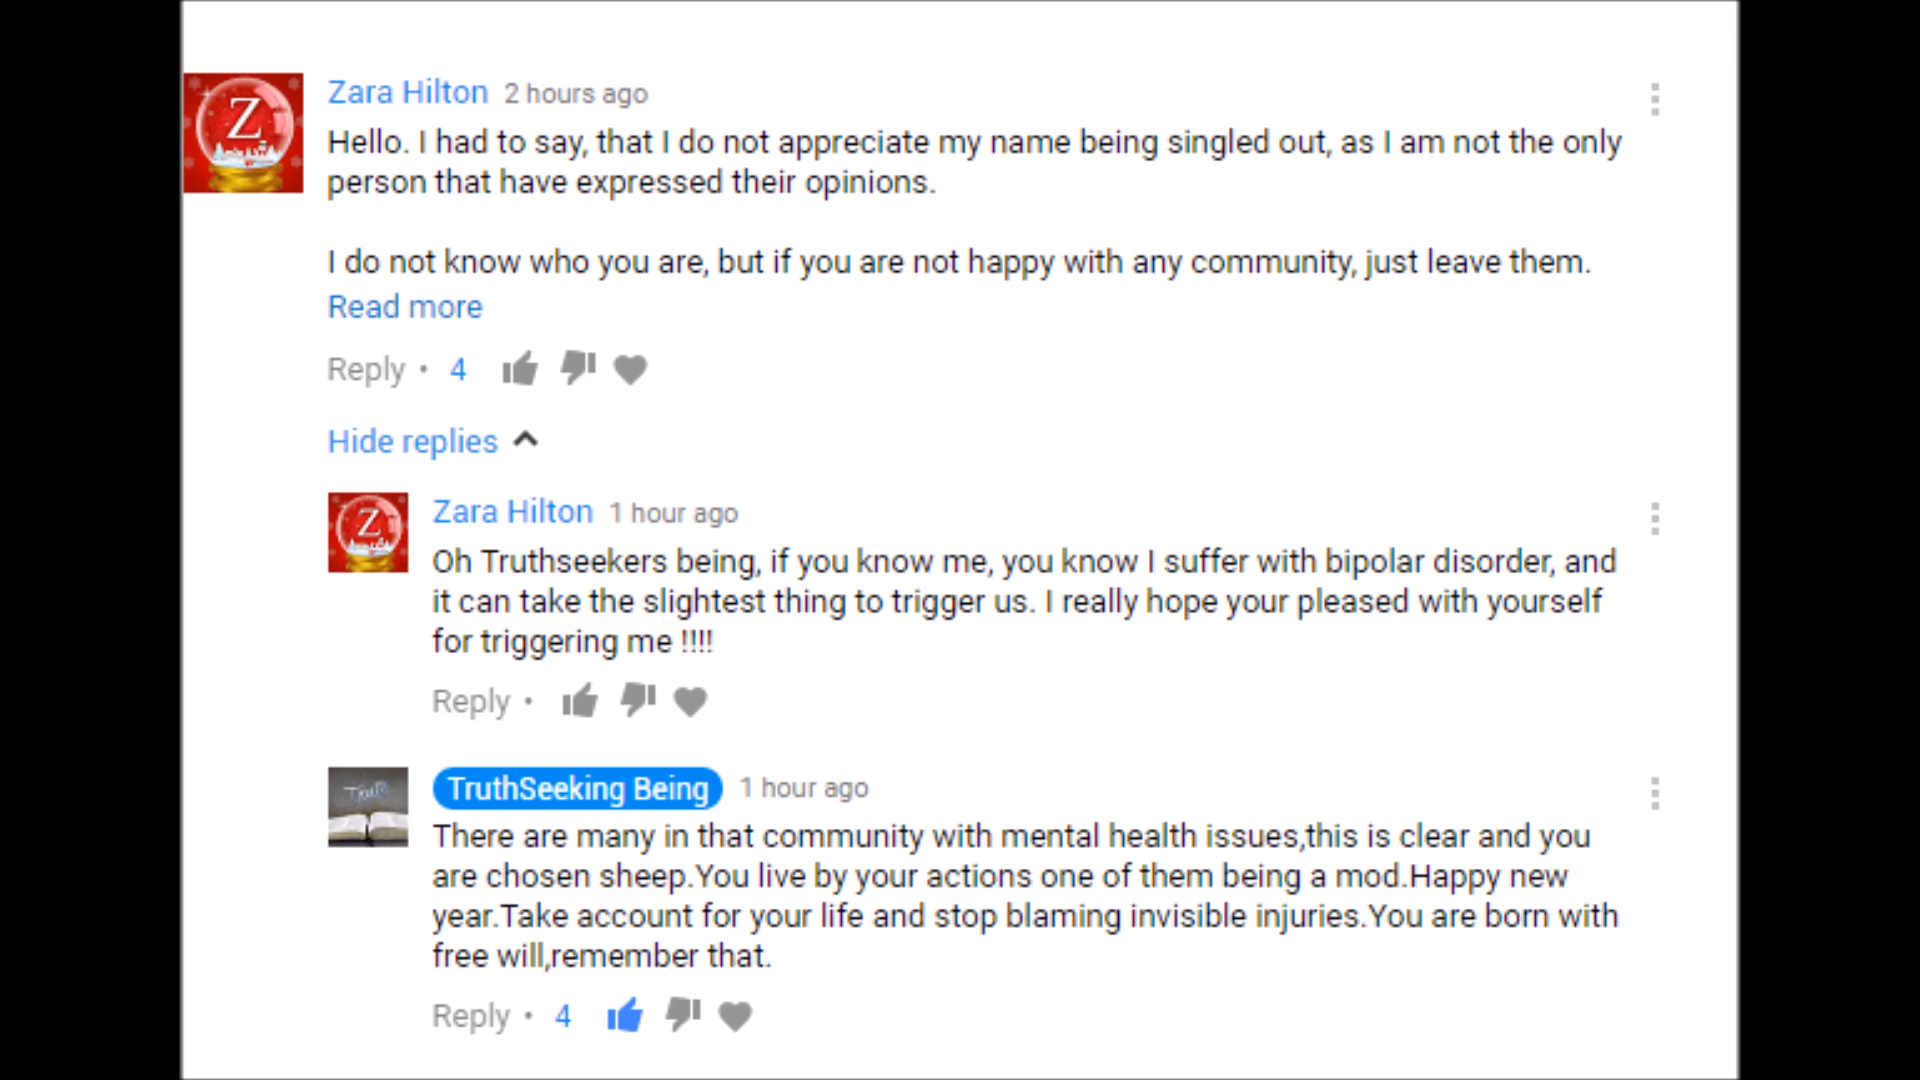 Z
Zara Hilton 2 hours ago
Hello. I had to say, that I do not appreciate my name being singled out, as I am not the only
person that have expressed their opinions.
I do not know who you are, but if you are not happy with any community, just leave them.
Read more
Reply • 4
Hide replies
Z
Zara Hilton 1 hour ago
Oh Truthseekers being, if you know me, you know I suffer with bipolar disorder, and
it can take the slightest thing to trigger us. I really hope your pleased with yourself
for triggering me !!!!
Reply •
Truth
TruthSeeking Being 1 hour ago
There are many in that community with mental health issues,this is clear and you
are chosen sheep.You live by your actions one of them being a mod.Happy new
year.Take account for your life and stop blaming invisible injuries.You are born with
free will,remember that.
Reply • 4